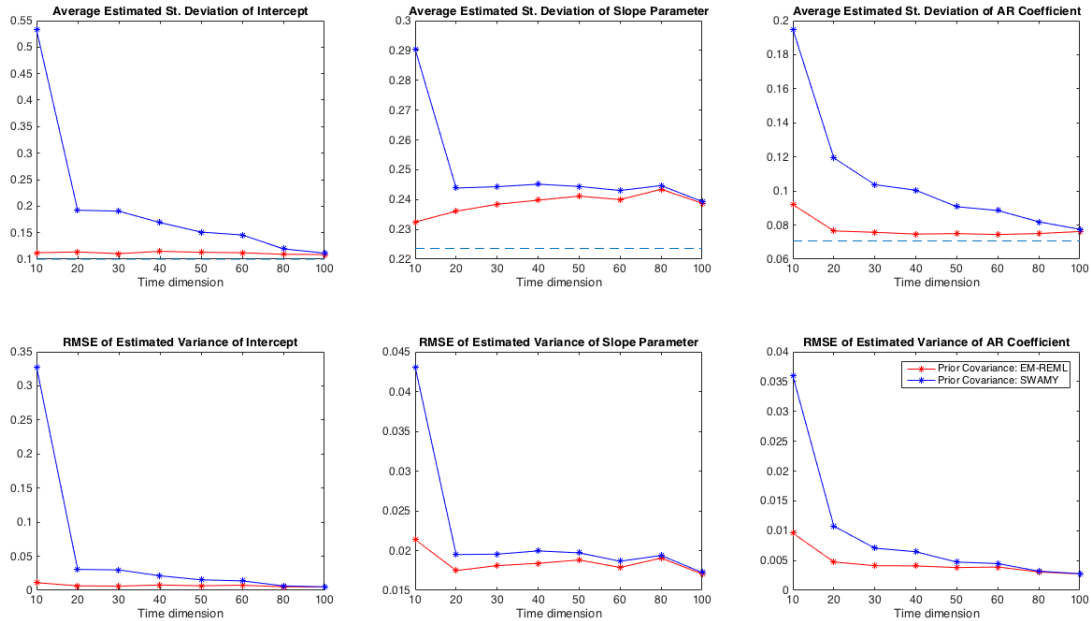 Average Estimated St. Deviation of Intercept
0.55
0.5
0.45
0.4
0.35
0.3
0.25
0.2
0.15
0.1
10 20 30 40 50 60 80 100
Time dimension
Average Estimated St. Deviation of Slope Parameter
0.3
0.29
0.28
0.27
0.26
0.25
0.24
0.23
0.22
10 20 30 40 50 60 80 100
Time dimension
Average Estimated St. Deviation of AR Coefficient
0.2
0.18
0.16
0.14
0.12
0.1
0.08
0.06
10 20 30 40 50 60 80 100
Time dimension
RMSE of Estimated Variance of Intercept
0.35
0.3
0.25
0.2
0.15
0.1
0.05
0
10 20 30 40 50 60 80 100
Time dimension
RMSE of Estimated Variance of Slope Parameter
0.045
0.04
0.035
0.03
0.025
0.02
0.015
10 20 30 40 50 60 80 100
Time dimension
RMSE of Estimated Variance of AR Coefficient
0.04
0.035
0.03
0.025
0.02
0.015
0.01
0.005
0
Prior Covariance: EM-REML
Prior Covariance: SWAMY
10 20 30 40 50 60 80 100
Time dimension